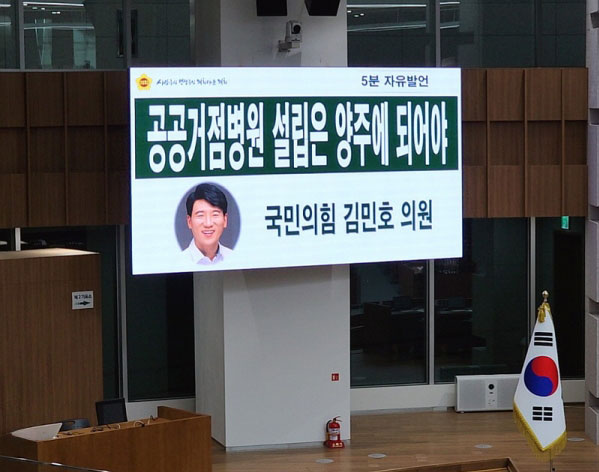 5분 자유발언
공공거점병원 설립은 양주에 되어야
국민의힘 김민호 의원